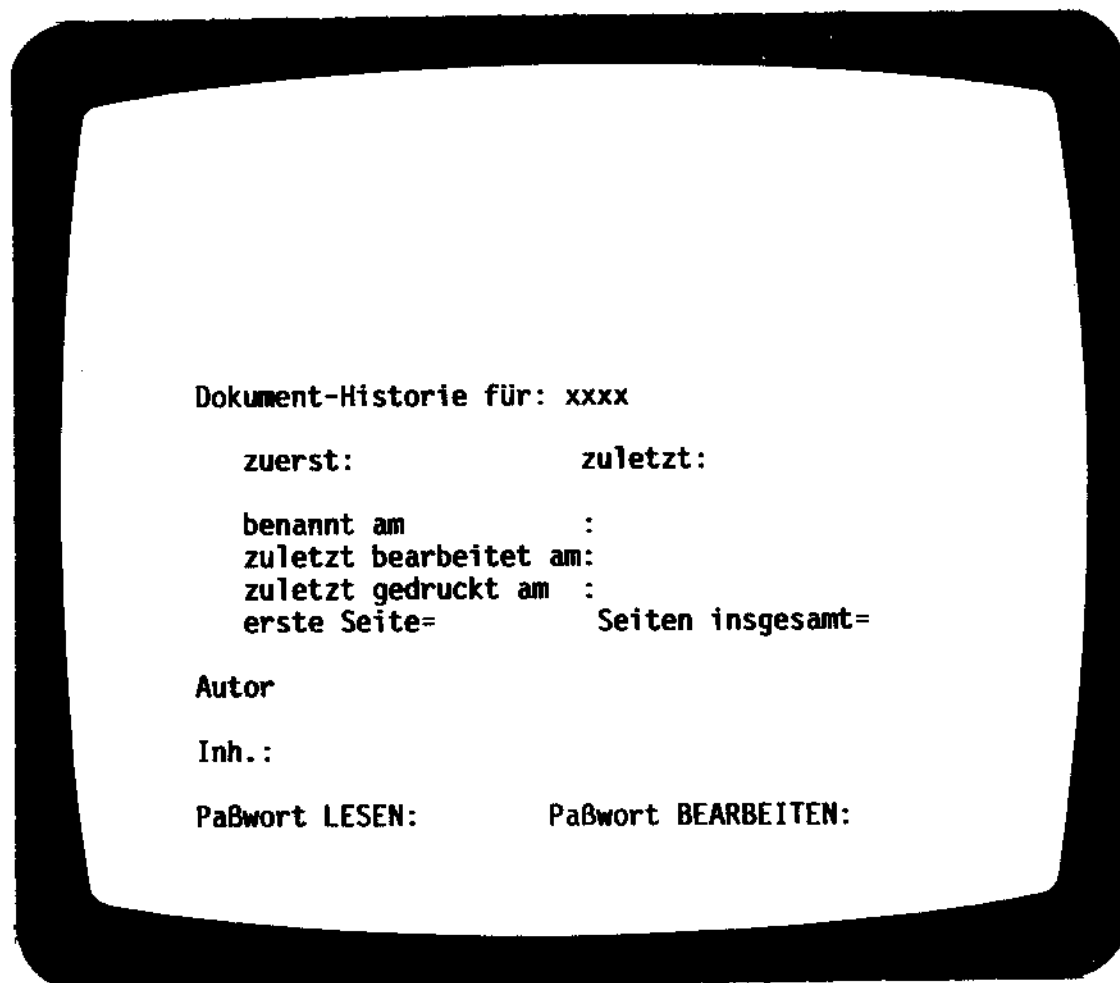 Dokument-Historie für: xxxx
zuerst: zuletzt:
benannt am :
zuletzt bearbeitet am:
zuletzt gedruckt am :
erste Seite= Seiten insgesamt=
Autor
Inh.:
Paßwort LESEN: Paßwort BEARBEITEN: